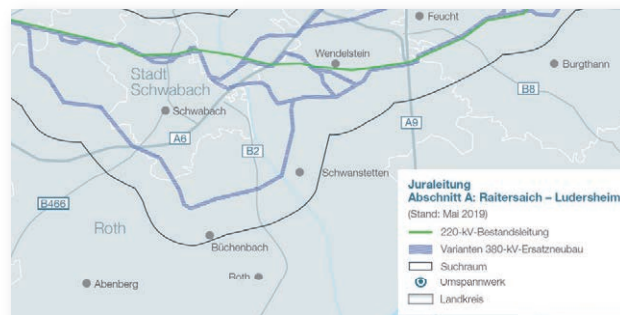 Feucht
Wendelstein
Burgthann
Stadt
Schwabach
B8
Schwabach
A9
A6
B2
Schwanstetten
B466
Roth
Büchenbach
Roth
Abenberg
Juraleitung
Abschnitt A: Raitersaich – Ludersheim
(Stand: Mai 2019)
220-kV-Bestandsleitung
Varianten 380-kV-Ersatzneubau
Suchraum
Umspannwerk
Landkreis